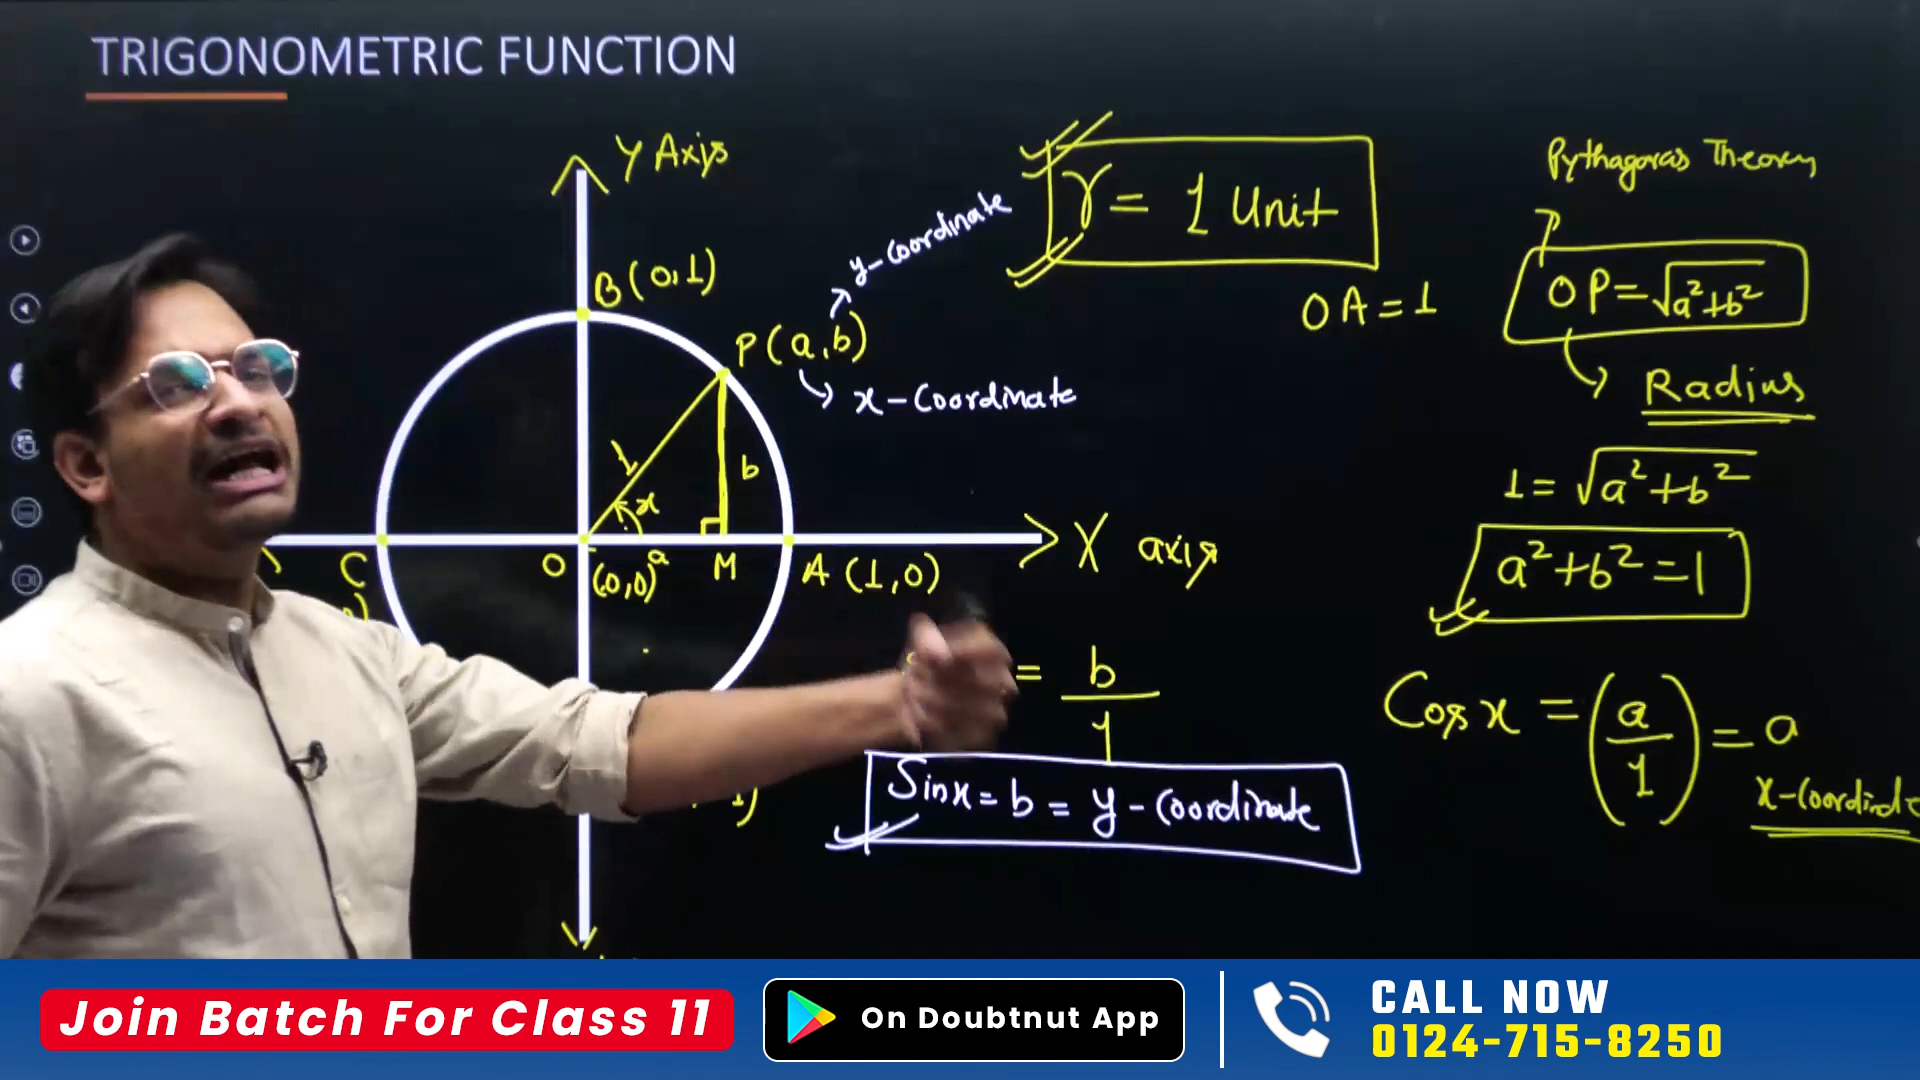 TRIGONOMETRIC FUNCTION
Y Axis
B (0,1)
y-coordinate
P (a, b)
x-Coordinate
1
b
x
C
O
(0,0)
a
M
A (1,0)
X axis
r = 1 Unit
OA = 1
Pythagoras Theorem
OP = √a²+b²
Radius
1 = √a²+b²
a²+b² = 1
= b/1
Sinx = b = y-Coordinate
Cos x = (a/1) = a
x-Coordinate
Join Batch For Class 11
On Doubtnut App
CALL NOW
0124-715-8250